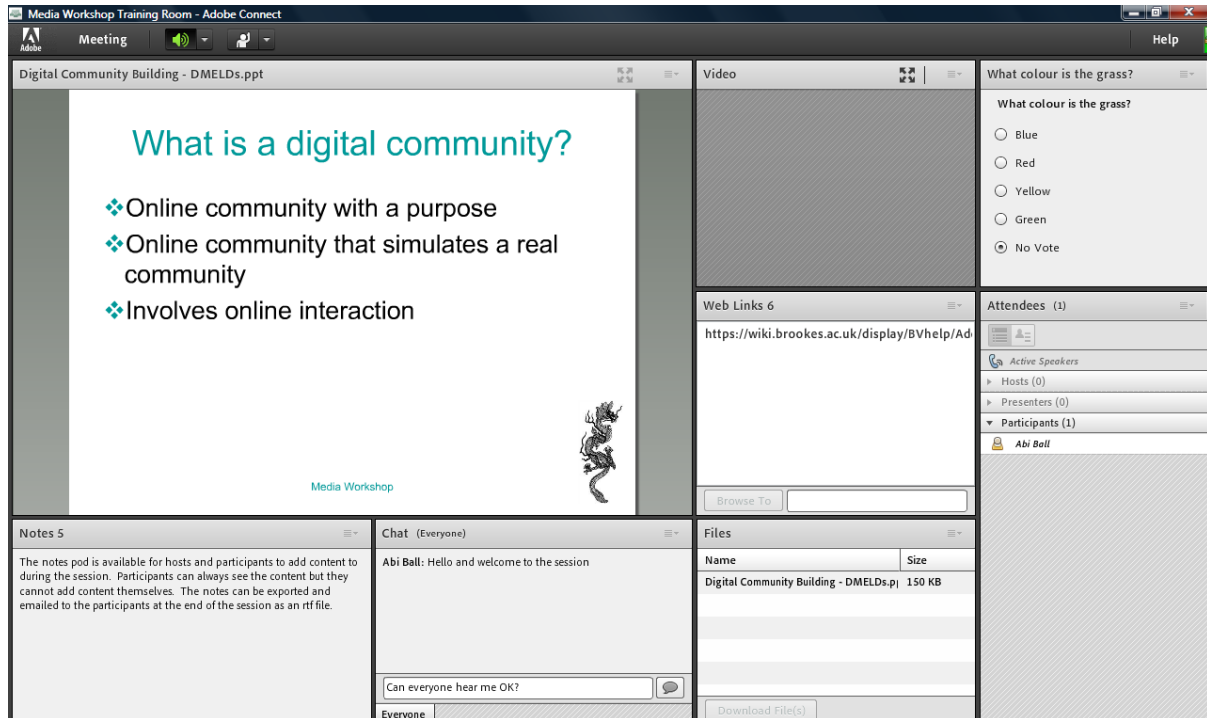 Media Workshop Training Room - Adobe Connect
Adobe
Meeting
Help
Digital Community Building - DMELDs.ppt
What is a digital community?
Online community with a purpose
Online community that simulates a real
community
Involves online interaction
Media Workshop
Video
What colour is the grass?
What colour is the grass?
Blue
Red
Yellow
Green
No Vote
Web Links 6
https://wiki.brookes.ac.uk/display/BVhelp/Ad
Browse To
Attendees (1)
Active Speakers
Hosts (0)
Presenters (0)
Participants (1)
Abi Ball
Notes 5
The notes pod is available for hosts and participants to add content to
during the session. Participants can always see the content but they
cannot add content themselves. The notes can be exported and
emailed to the participants at the end of the session as an rtf file.
Chat (Everyone)
Abi Ball: Hello and welcome to the session
Can everyone hear me OK?
Everyone
Files
Name Size
Digital Community Building - DMELDs.p 150 KB
Download File(s)